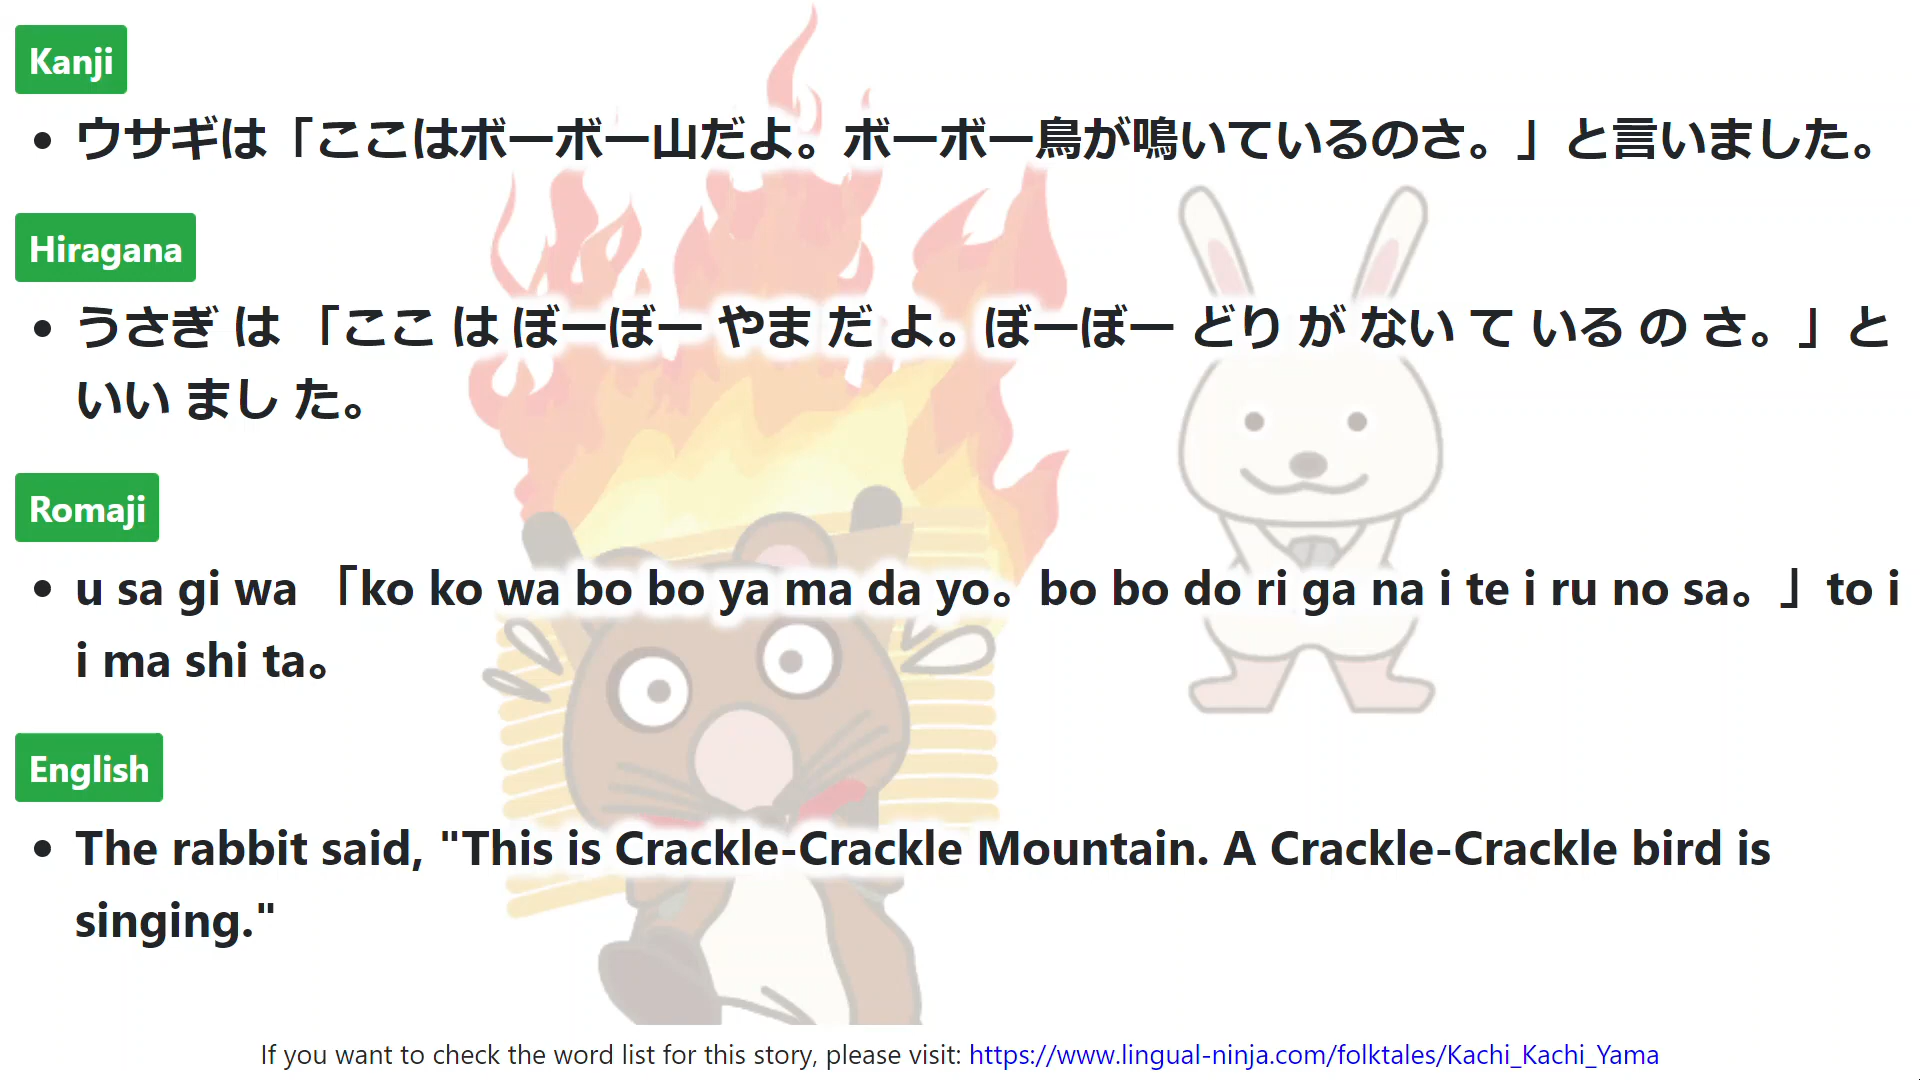 Kanji
• ウサギは「ここはボーボー山だよ。ボーボー鳥が鳴いているのさ。」と言いました。
Hiragana
• うさぎ は 「ここ は ぼーぼー やま だ よ。ぼーぼー どり が ない て いる の さ。」と
いい まし た。
Romaji
• u sa gi wa 「ko ko wa bo bo ya ma da yo。bo bo do ri ga na i te i ru no sa。」to i
i ma shi ta。
English
• The rabbit said, "This is Crackle-Crackle Mountain. A Crackle-Crackle bird is
singing."
If you want to check the word list for this story, please visit: https://www.lingual-ninja.com/folktales/Kachi_Kachi_Yama